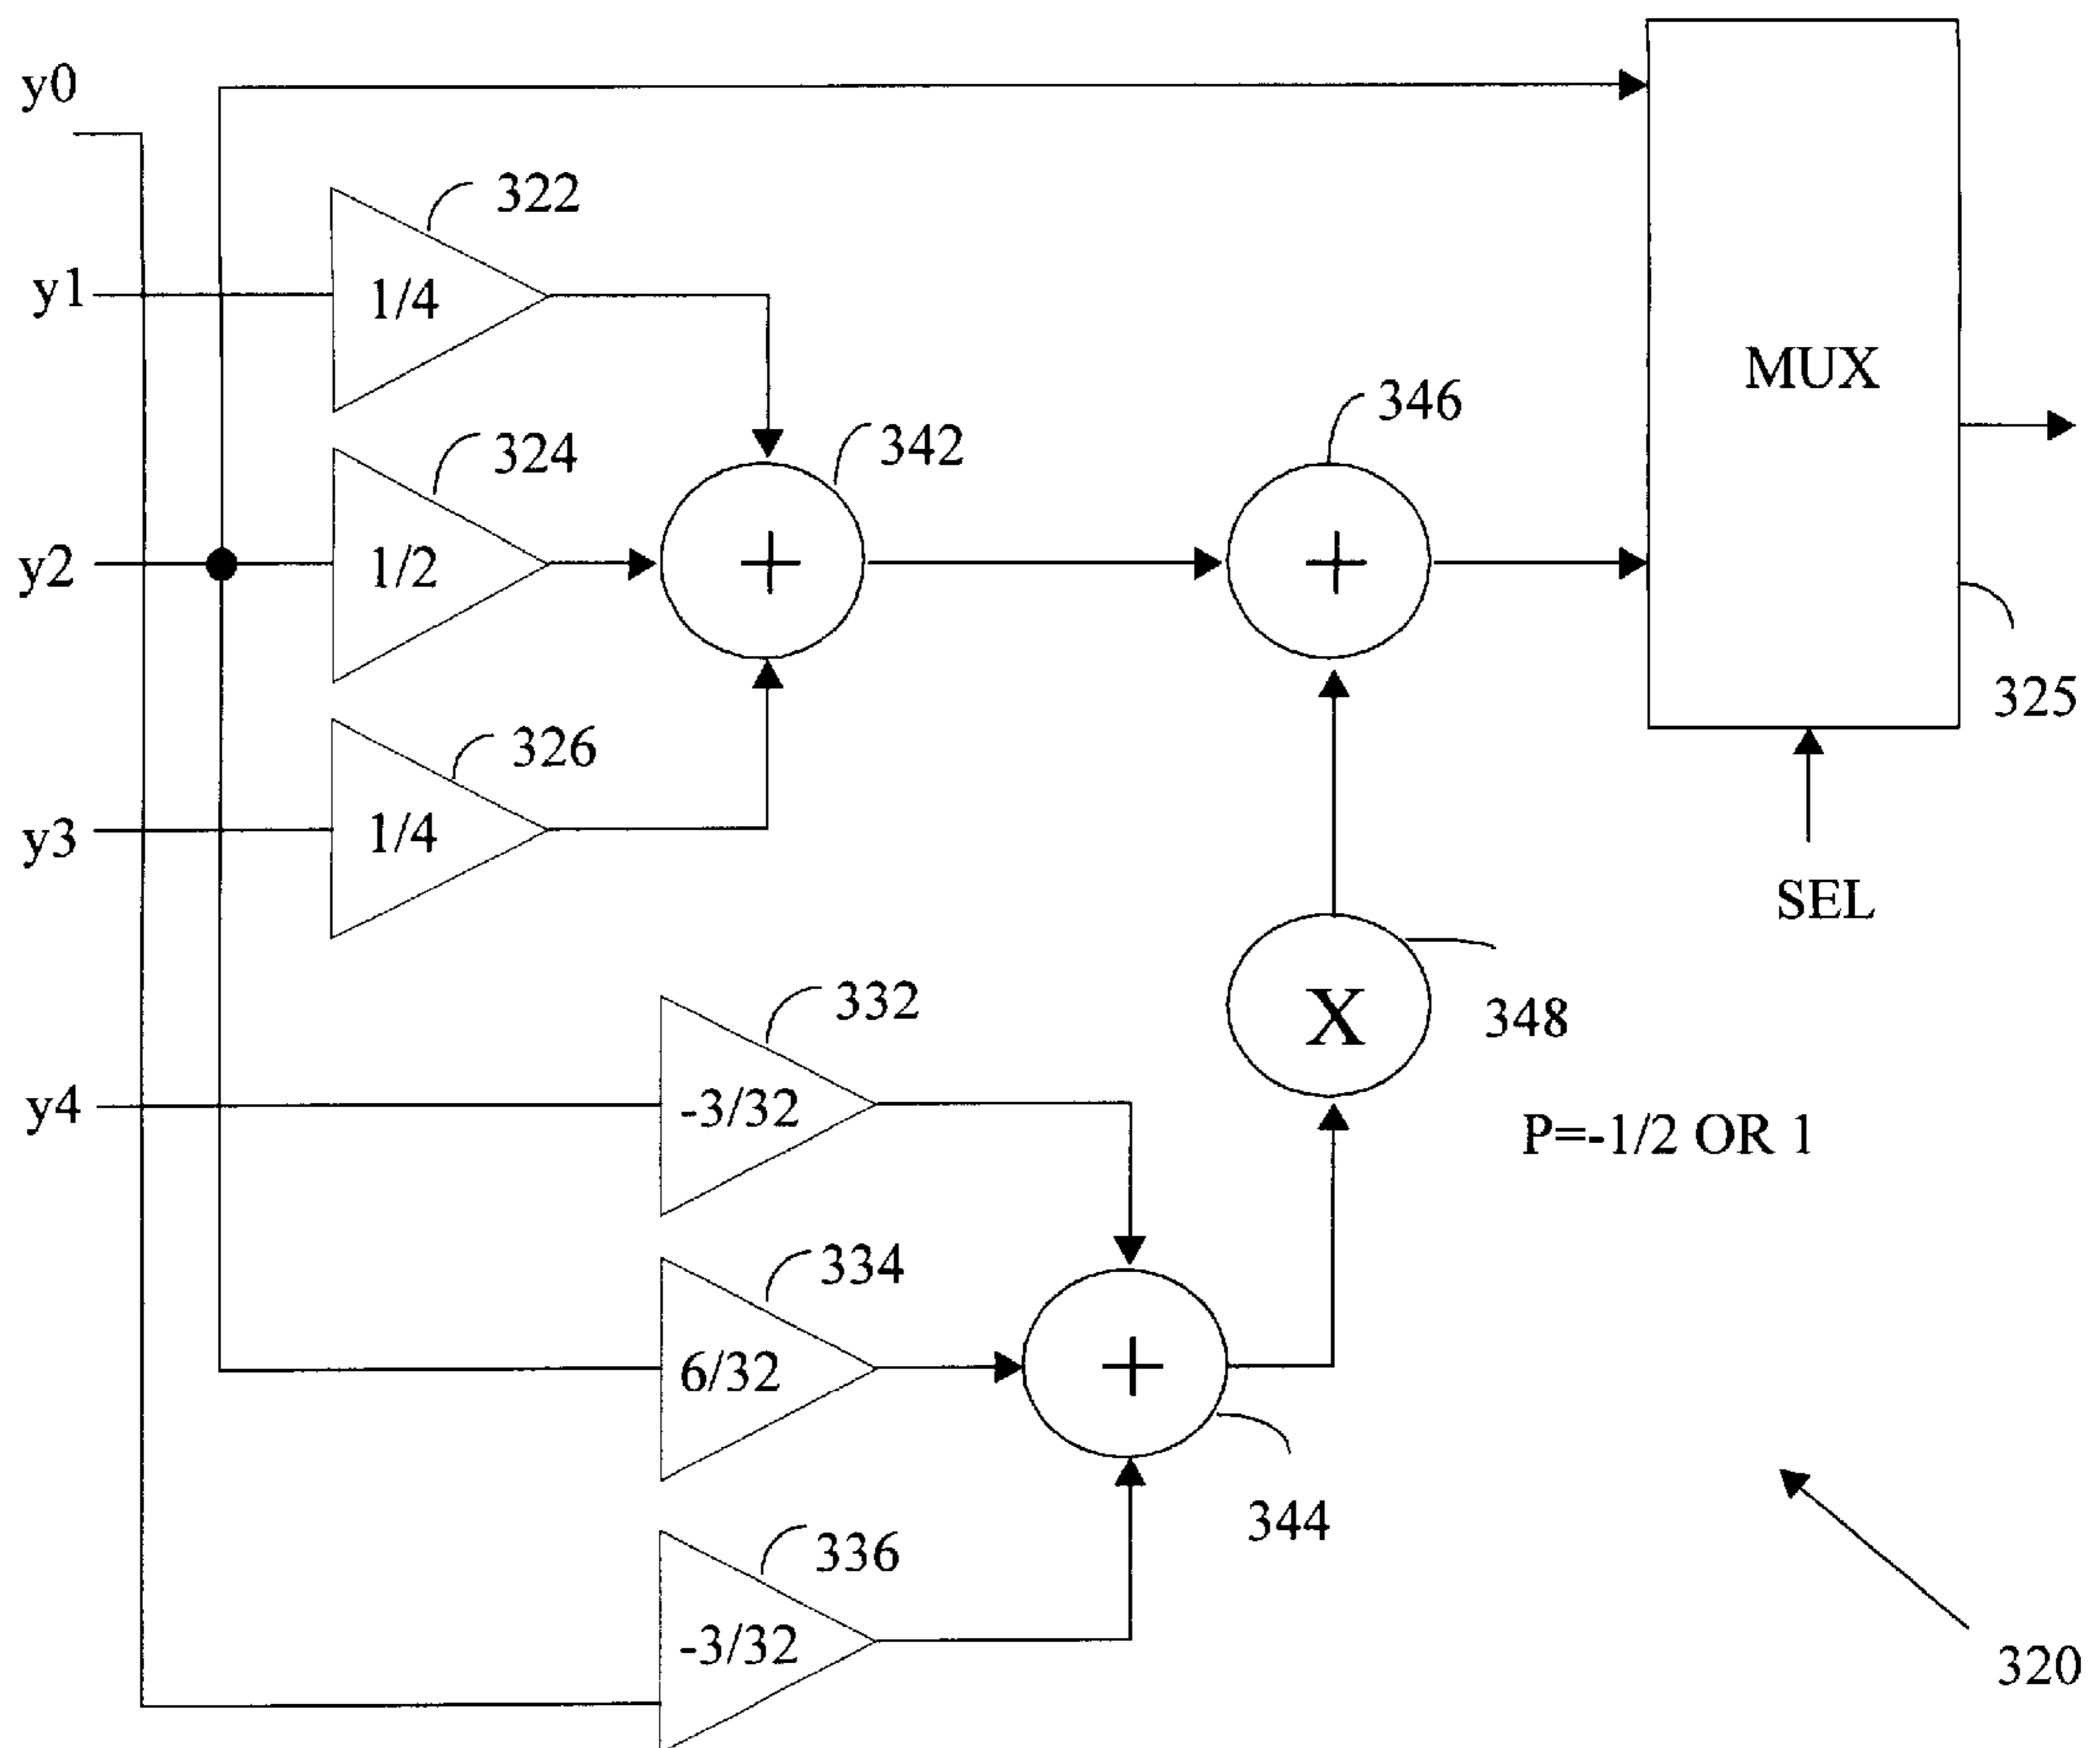 y0
322
y1
1/4
MUX
346
324
342
y2
1/2
+
+
325
326
y3
1/4
SEL
332
348
X
y4
-3/32
P=-1/2 OR 1
334
6/32
+
344
336
-3/32
320